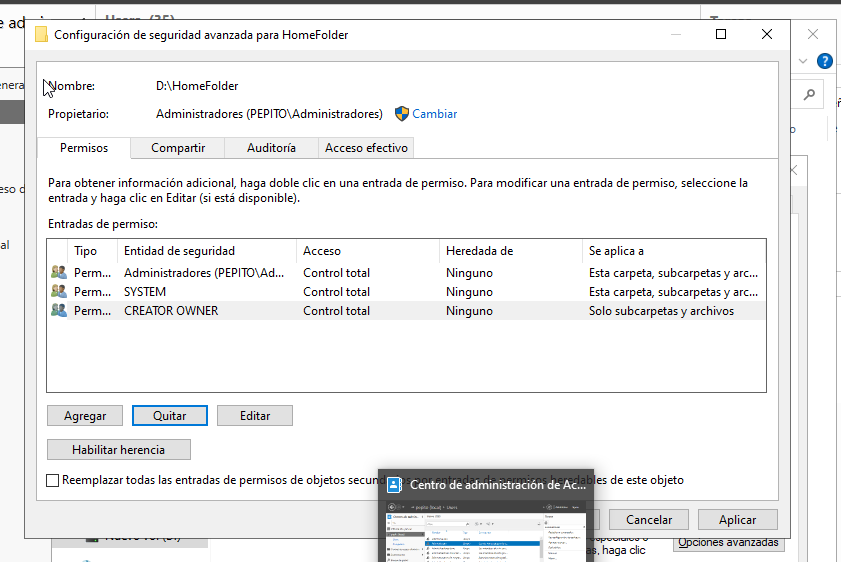 Configuración de seguridad avanzada para HomeFolder
Nombre: D:\HomeFolder
Propietario: Administradores (PEPITO\Administradores) Cambiar
Permisos Compartir Auditoría Acceso efectivo
Para obtener información adicional, haga doble clic en una entrada de permiso. Para modificar una entrada de permiso, seleccione la
entrada y haga clic en Editar (si está disponible).
Entradas de permiso:
Tipo Entidad de seguridad Acceso Heredada de Se aplica a
Perm... Administradores (PEPITO\Ad... Control total Ninguno Esta carpeta, subcarpetas y arc...
Perm... SYSTEM Control total Ninguno Esta carpeta, subcarpetas y arc...
Perm... CREATOR OWNER Control total Ninguno Solo subcarpetas y archivos
Agregar Quitar Editar
Habilitar herencia
Reemplazar todas las entradas de permisos de objetos secun por entradas de permisos heredables de este objeto
Centro de administración de Ac...
Cancelar Aplicar
especiales o
haga clic
Opciones avanzadas